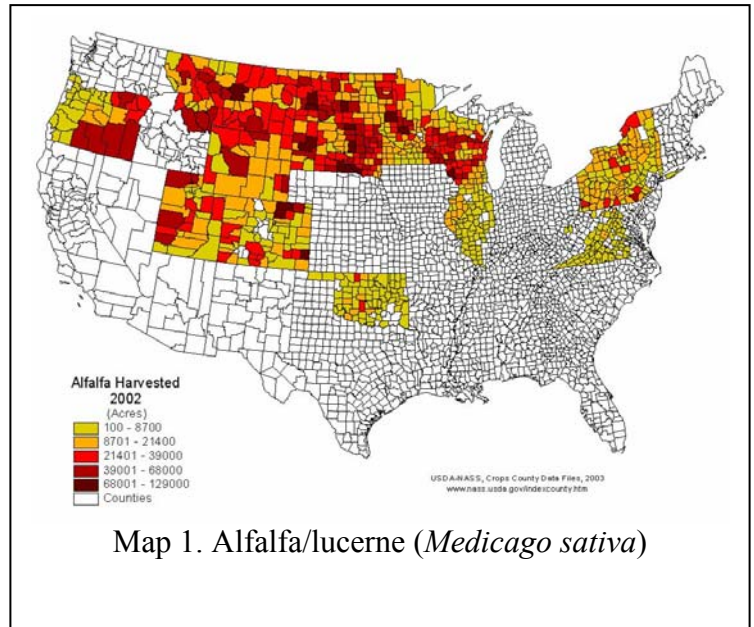 Alfalfa Harvested
2002
(Acres)
100 - 8700
8701 - 21400
21401 - 39000
39001 - 68000
68001 - 129000
Counties
USDA-NASS, Crops County Data Files, 2003
www.nass.usda.gov/indexcounty.htm
Map 1. Alfalfa/lucerne (Medicago sativa)